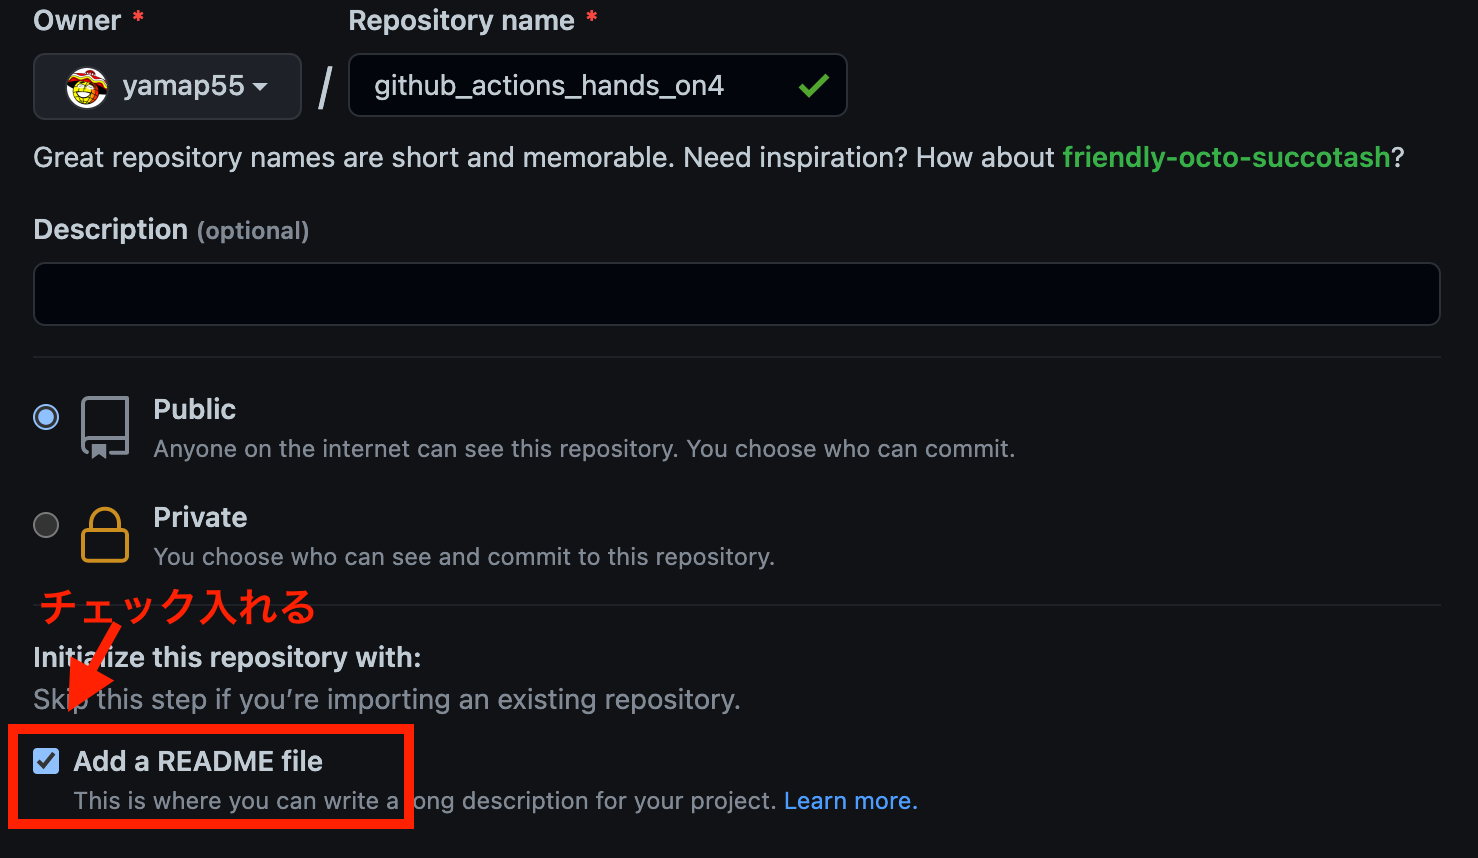 Owner * Repository name *
yamap55 / github_actions_hands_on4
Great repository names are short and memorable. Need inspiration? How about friendly-octo-succotash?
Description (optional)
Public
Anyone on the internet can see this repository. You choose who can commit.
Private
You choose who can see and commit to this repository.
チェック入れる
Initialize this repository with:
Skip this step if you’re importing an existing repository.
Add a README file
This is where you can write a long description for your project. Learn more.